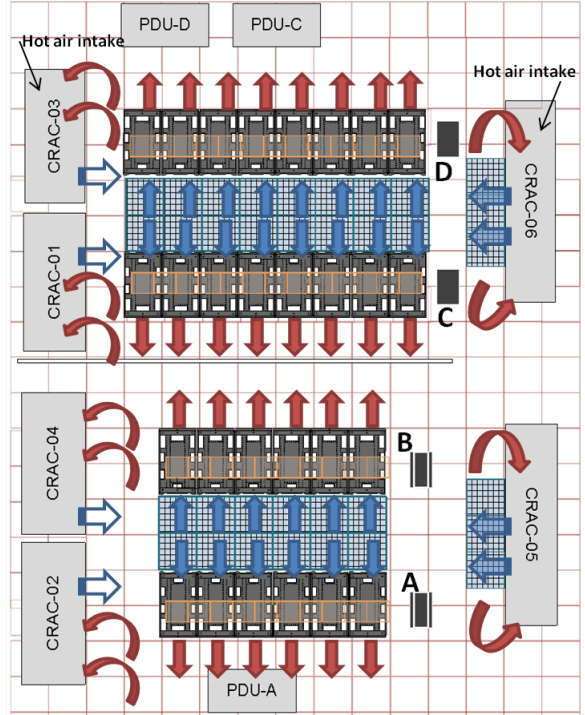 PDU-D
PDU-C
Hot air intake
Hot air intake
CRAC-03
D
CRAC-06
CRAC-01
C
CRAC-04
B
CRAC-05
A
CRAC-02
PDU-A